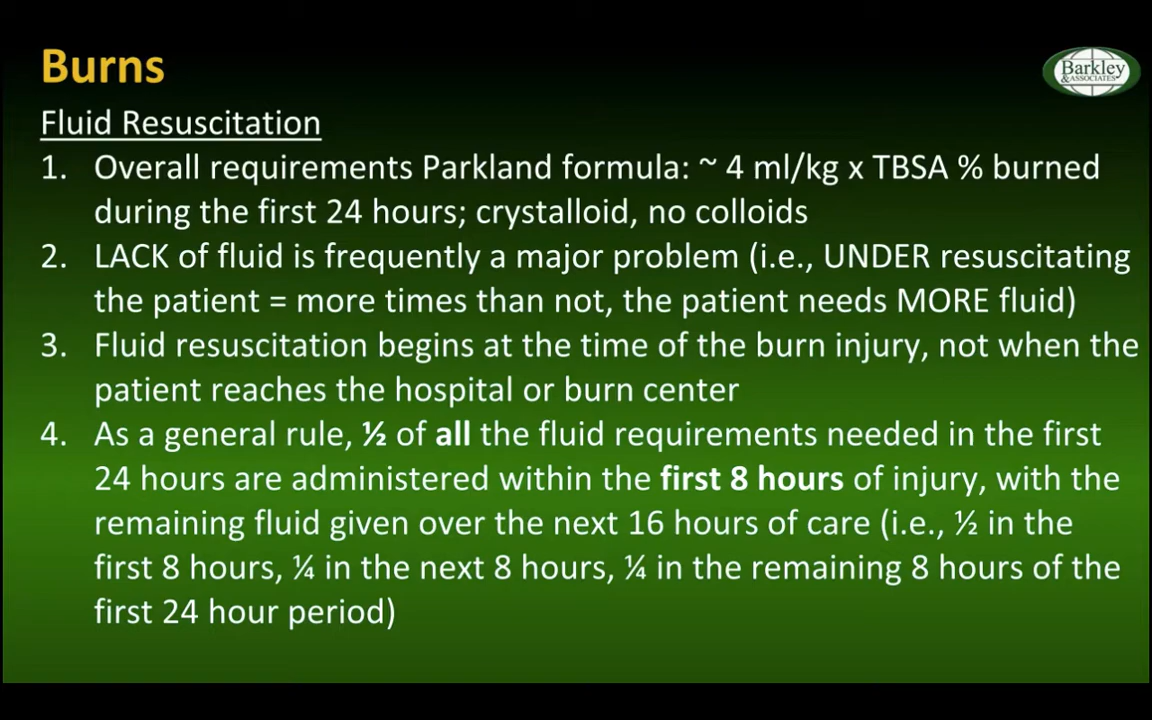 Burns
Barkley
& ASSOCIATES
Fluid Resuscitation
1. Overall requirements Parkland formula: ~ 4 ml/kg x TBSA % burned
during the first 24 hours; crystalloid, no colloids
2. LACK of fluid is frequently a major problem (i.e., UNDER resuscitating
the patient = more times than not, the patient needs MORE fluid)
3. Fluid resuscitation begins at the time of the burn injury, not when the
patient reaches the hospital or burn center
4. As a general rule, ½ of all the fluid requirements needed in the first
24 hours are administered within the first 8 hours of injury, with the
remaining fluid given over the next 16 hours of care (i.e., ½ in the
first 8 hours, ¼ in the next 8 hours, ¼ in the remaining 8 hours of the
first 24 hour period)